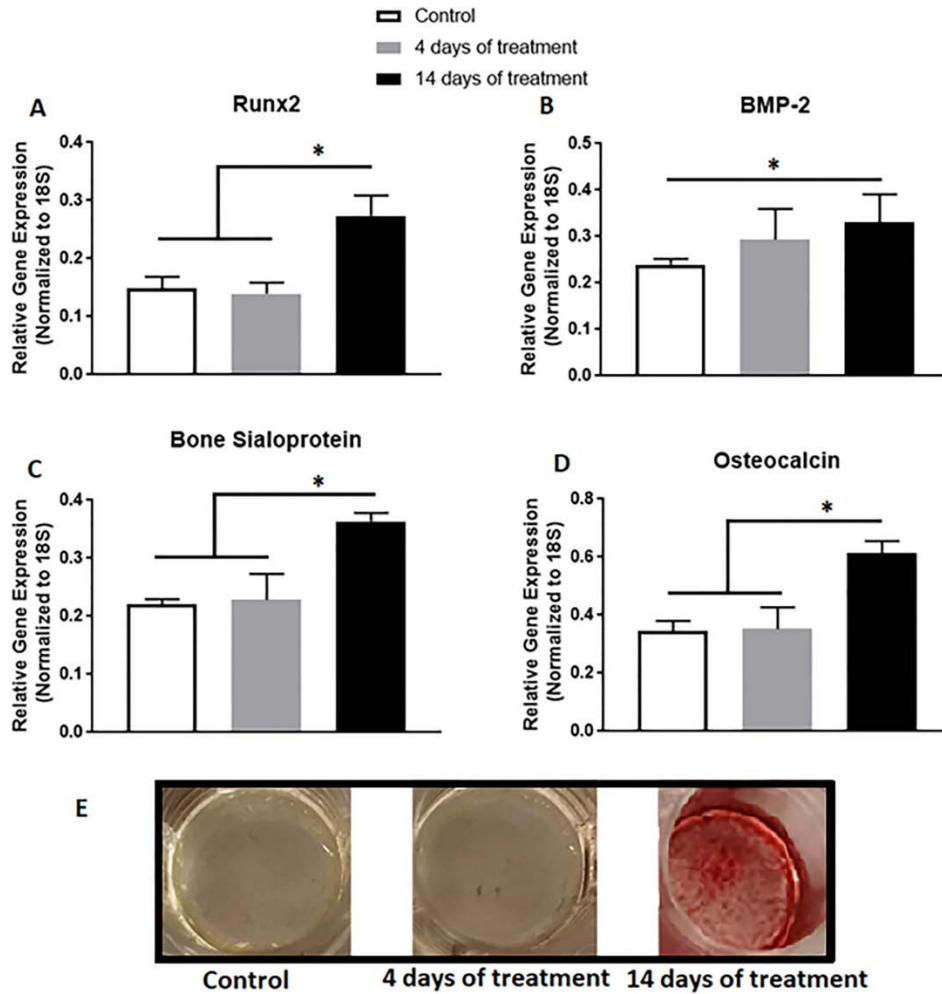 Control
4 days of treatment
14 days of treatment
A
Runx2
Relative Gene Expression
(Normalized to 18S)
0.4
0.3
0.2
0.1
0.0
*
B
BMP-2
Relative Gene Expression
(Normalized to 18S)
0.5
0.4
0.3
0.2
0.1
0.0
*
C
Bone Sialoprotein
Relative Gene Expression
(Normalized to 18S)
0.4
0.3
0.2
0.1
0.0
*
D
Osteocalcin
Relative Gene Expression
(Normalized to 18S)
0.8
0.6
0.4
0.2
0.0
*
E
Control 4 days of treatment 14 days of treatment